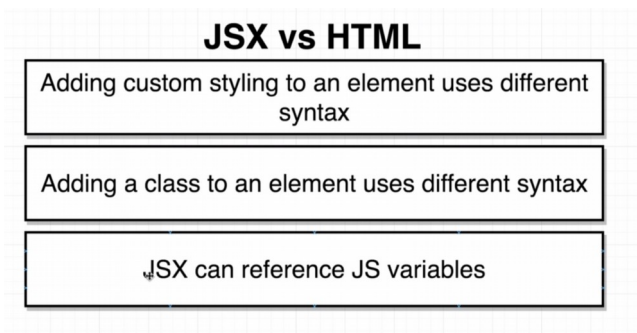 JSX vs HTML
Adding custom styling to an element uses different
syntax
Adding a class to an element uses different syntax
JSX can reference JS variables